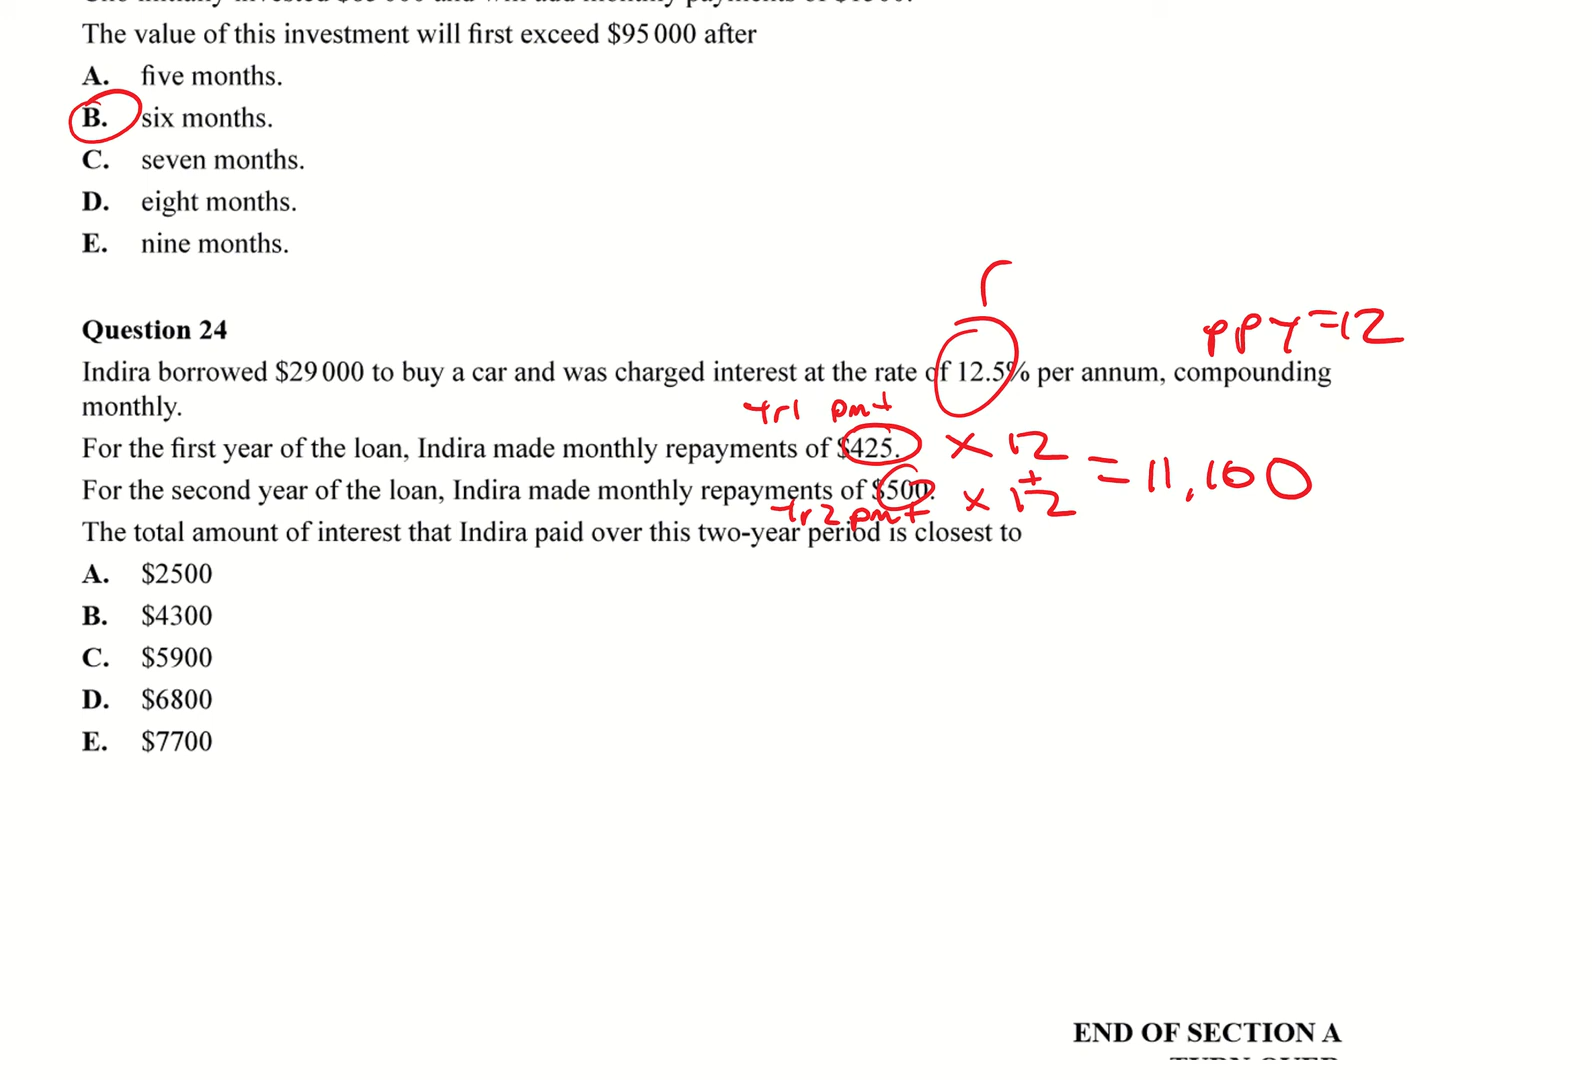 The value of this investment will first exceed $95 000 after
A. five months.
B. six months.
C. seven months.
D. eight months.
E. nine months.
r
Question 24
PPY=12
Indira borrowed $29 000 to buy a car and was charged interest at the rate of 12.5% per annum, compounding
monthly.
Yr1 pmt
For the first year of the loan, Indira made monthly repayments of $425. × 12
+ = 11,100
For the second year of the loan, Indira made monthly repayments of $500. × 12
Yr2 pmt
The total amount of interest that Indira paid over this two-year period is closest to
A. $2500
B. $4300
C. $5900
D. $6800
E. $7700
END OF SECTION A